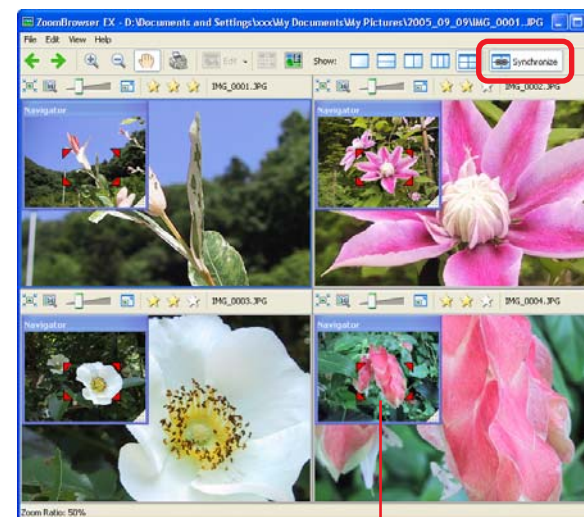 ZoomBrowser EX - D:\Documents and Settings\xxx\My Documents\My Pictures\2005_09_09\IMG_0001..JPG
File Edit View Help
Edit Show: Synchronize
IMG_0001.JPG IMG_0002.JPG
Navigator Navigator
IMG_0003.JPG IMG_0004.JPG
Navigator Navigator
Zoom Ratio: 50%